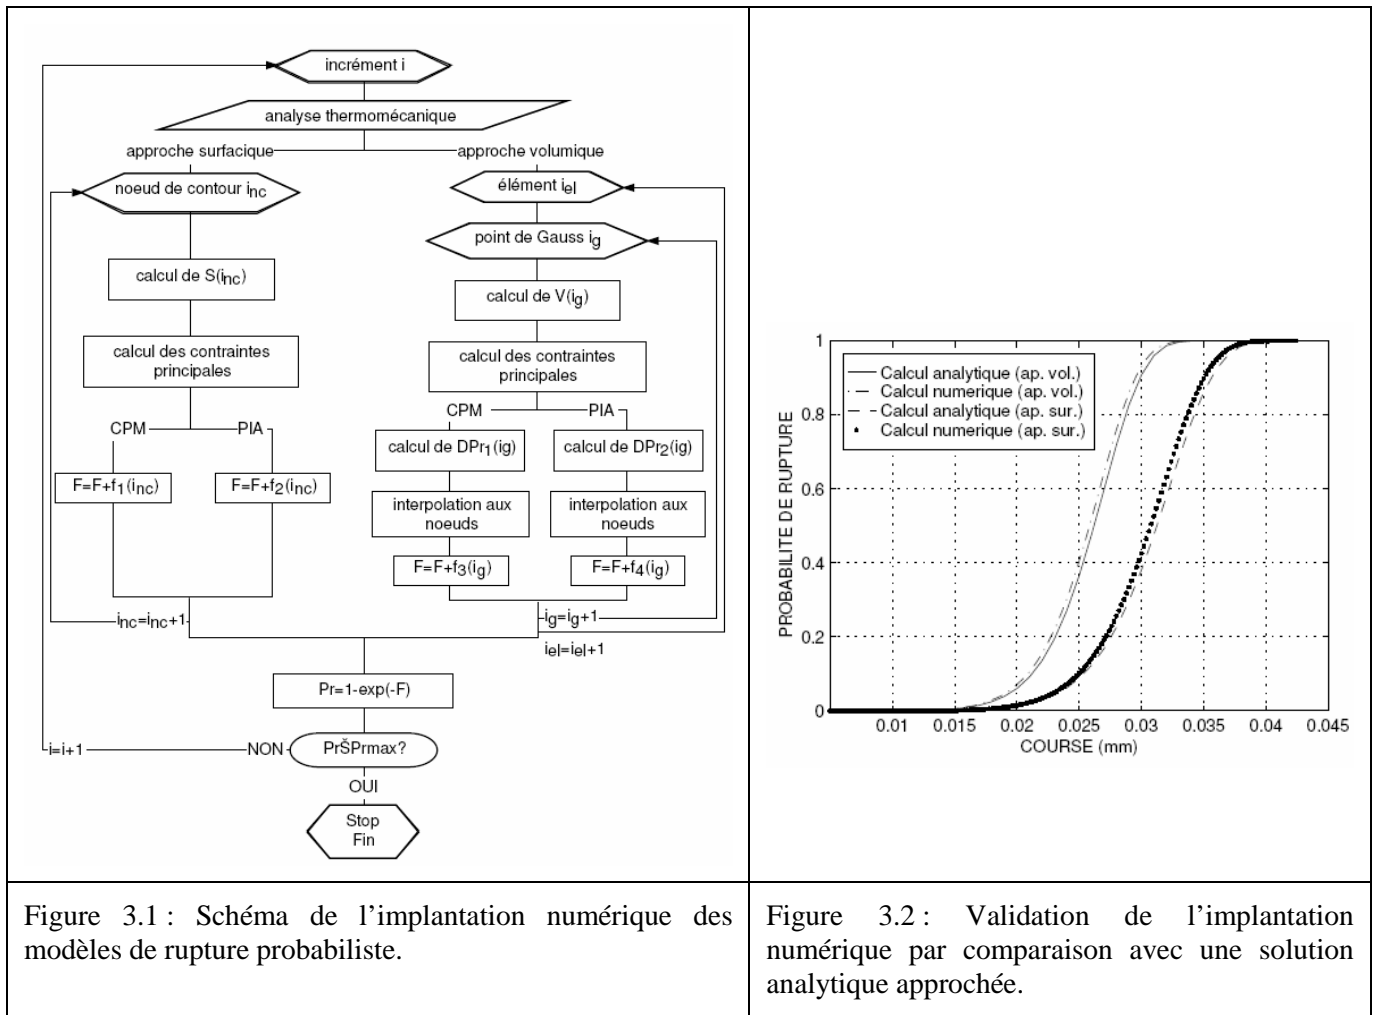 incrément i
analyse thermomécanique
approche surfacique
approche volumique
noeud de contour inc
élément iel
point de Gauss ig
calcul de S(inc)
calcul de V(ig)
calcul des contraintes
principales
calcul des contraintes
principales
CPM
PIA
CPM
PIA
calcul de DPr1(ig)
calcul de DPr2(ig)
F=F+f1(inc)
F=F+f2(inc)
interpolation aux
noeuds
interpolation aux
noeuds
F=F+f3(ig)
F=F+f4(ig)
inc=inc+1
ig=ig+1
iel=iel+1
Pr=1-exp(-F)
i=i+1
NON
PrŠPrmax?
OUI
Stop
Fin
PROBABILITE DE RUPTURE
1
0.8
0.6
0.4
0.2
0
Calcul analytique (ap. vol.)
Calcul numerique (ap. vol.)
Calcul analytique (ap. sur.)
Calcul numerique (ap. sur.)
0.01 0.015 0.02 0.025 0.03 0.035 0.04 0.045
COURSE (mm)
Figure 3.1 : Schéma de l’implantation numérique des
modèles de rupture probabiliste.
Figure 3.2 : Validation de l’implantation
numérique par comparaison avec une solution
analytique approchée.